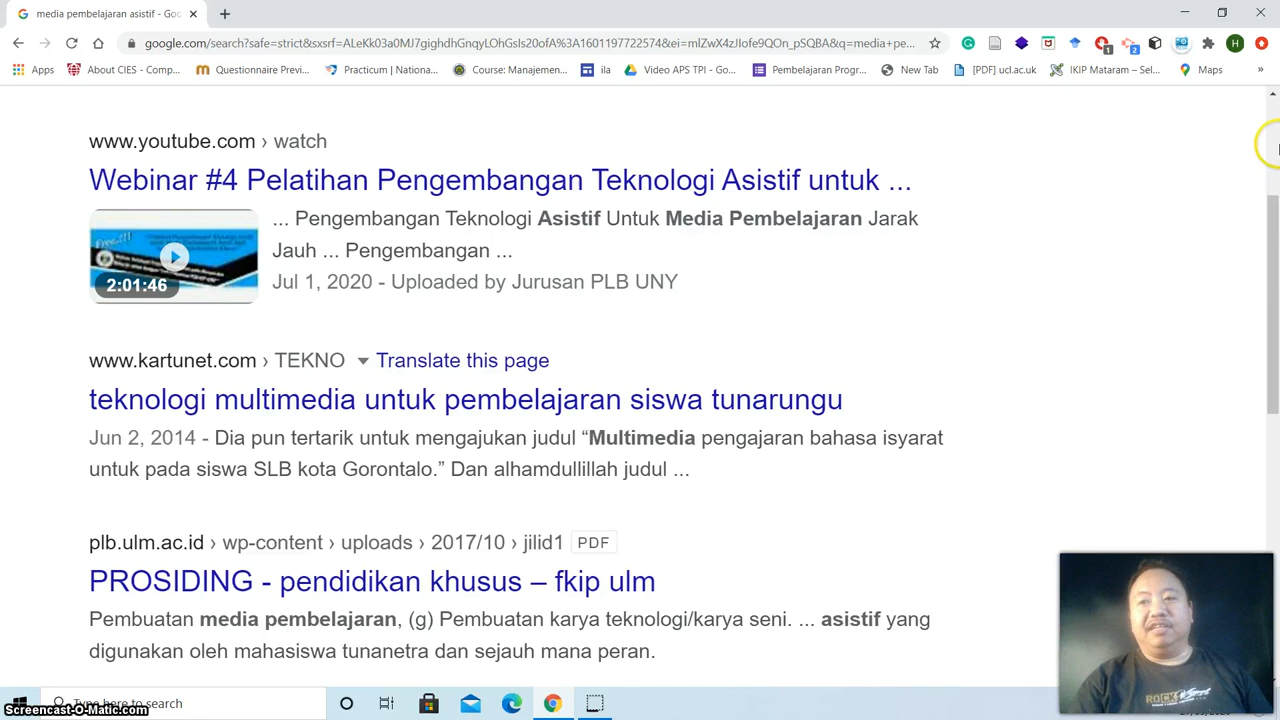 media pembelajaran asistif - Goo
google.com/search?safe=strict&sxsrf=ALeKk03a0MJ7gighdhGnqvLOhGsIs20ofA%3A1601197722574&ei=mlZwX4zJIofe9QOn_pSQBA&q=media+pe...
Apps
About CIES - Comp...
Questionnaire Previ...
Practicum | Nationa...
Course: Manajemen...
ila
Video APS TPI - Go...
Pembelajaran Progr...
New Tab
[PDF] ucl.ac.uk
IKIP Mataram – Sel...
Maps
»
www.youtube.com › watch
Webinar #4 Pelatihan Pengembangan Teknologi Asistif untuk ...
... Pengembangan Teknologi Asistif Untuk Media Pembelajaran Jarak
Jauh ... Pengembangan ...
2:01:46
Jul 1, 2020 - Uploaded by Jurusan PLB UNY
www.kartunet.com › TEKNO Translate this page
teknologi multimedia untuk pembelajaran siswa tunarungu
Jun 2, 2014 - Dia pun tertarik untuk mengajukan judul “Multimedia pengajaran bahasa isyarat
untuk pada siswa SLB kota Gorontalo.” Dan alhamdullillah judul ...
plb.ulm.ac.id › wp-content › uploads › 2017/10 › jilid1 PDF
PROSIDING - pendidikan khusus – fkip ulm
Pembuatan media pembelajaran, (g) Pembuatan karya teknologi/karya seni. ... asistif yang
digunakan oleh mahasiswa tunanetra dan sejauh mana peran.
ROCK
Type here to search
Screencast-O-Matic.com